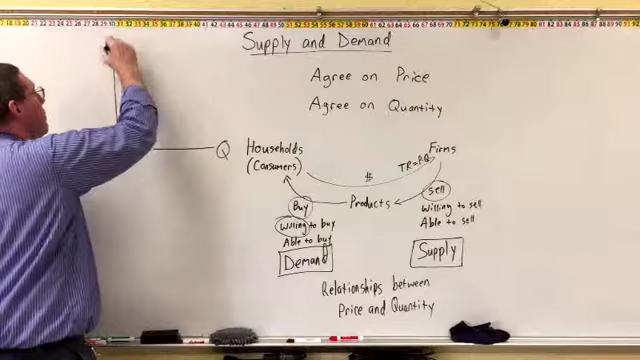 Supply and Demand
Agree on Price
Agree on Quantity
Q
Households
(Consumers)
Firms
$
TR=P.Q
Products
Buy
Willing to buy
Able to buy
Demand
Sell
Willing to sell
Able to sell
Supply
Relationships between
Price and Quantity